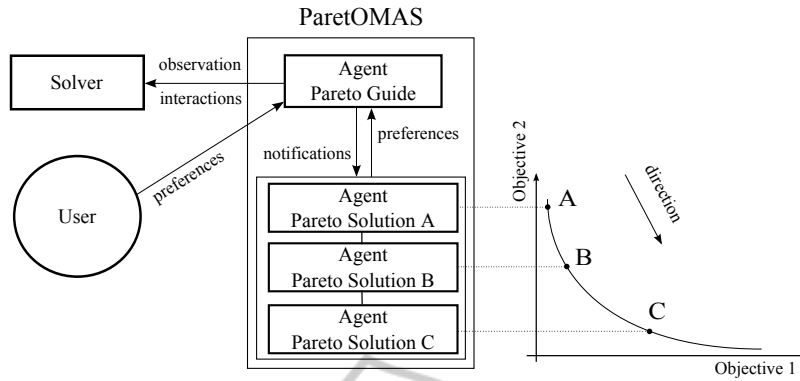 ParetOMAS
Solver
observation
interactions
Agent
Pareto Guide
preferences
notifications
preferences
User
Agent
Pareto Solution A
Agent
Pareto Solution B
Agent
Pareto Solution C
Objective 2
A
B
C
direction
Objective 1